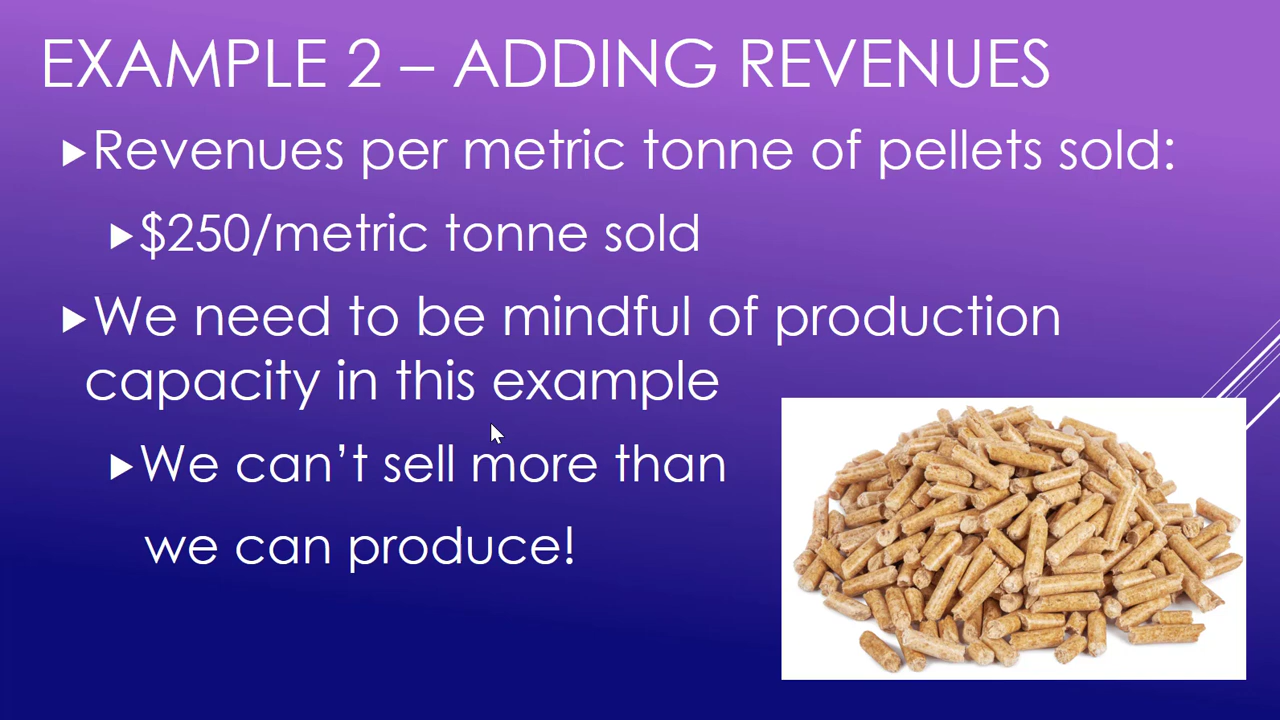 EXAMPLE 2 – ADDING REVENUES
Revenues per metric tonne of pellets sold:
$250/metric tonne sold
We need to be mindful of production
capacity in this example
We can’t sell more than
we can produce!